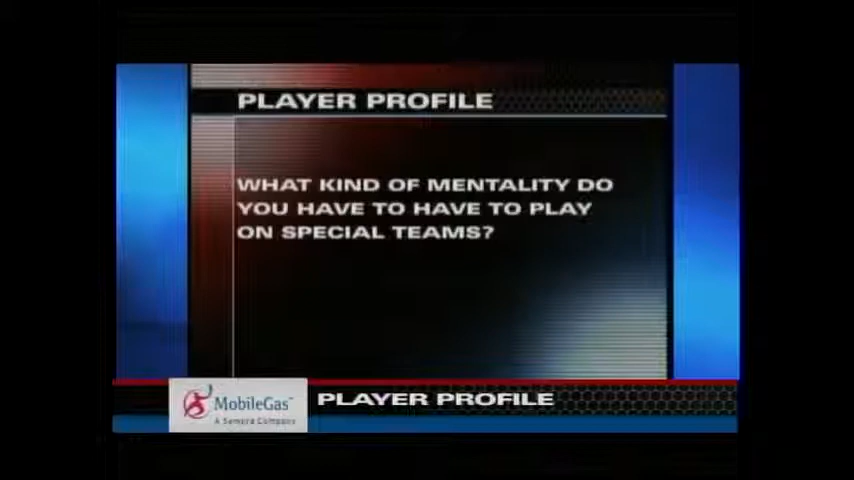 PLAYER PROFILE
WHAT KIND OF MENTALITY DO
YOU HAVE TO HAVE TO PLAY
ON SPECIAL TEAMS?
MobileGas™
A Sempra Company
PLAYER PROFILE